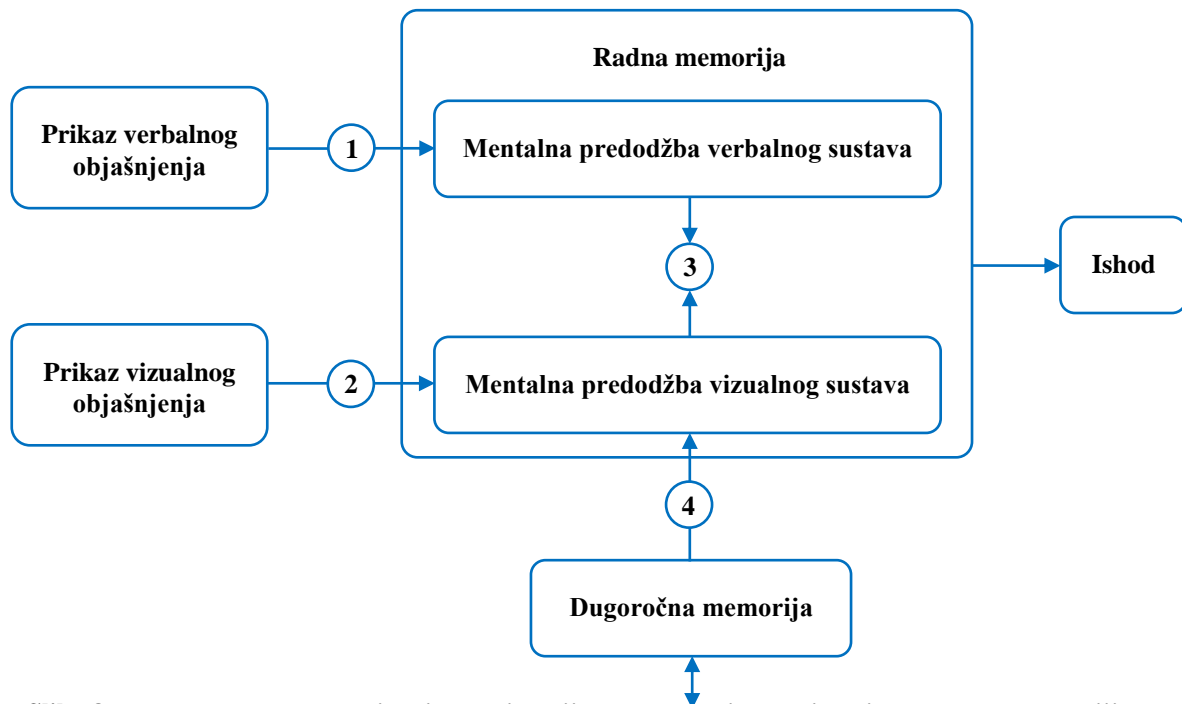 Radna memorija
Prikaz verbalnog
objašnjenja
1
Mentalna predodžba verbalnog sustava
3
Ishod
Prikaz vizualnog
objašnjenja
2
Mentalna predodžba vizualnog sustava
4
Dugoročna memorija